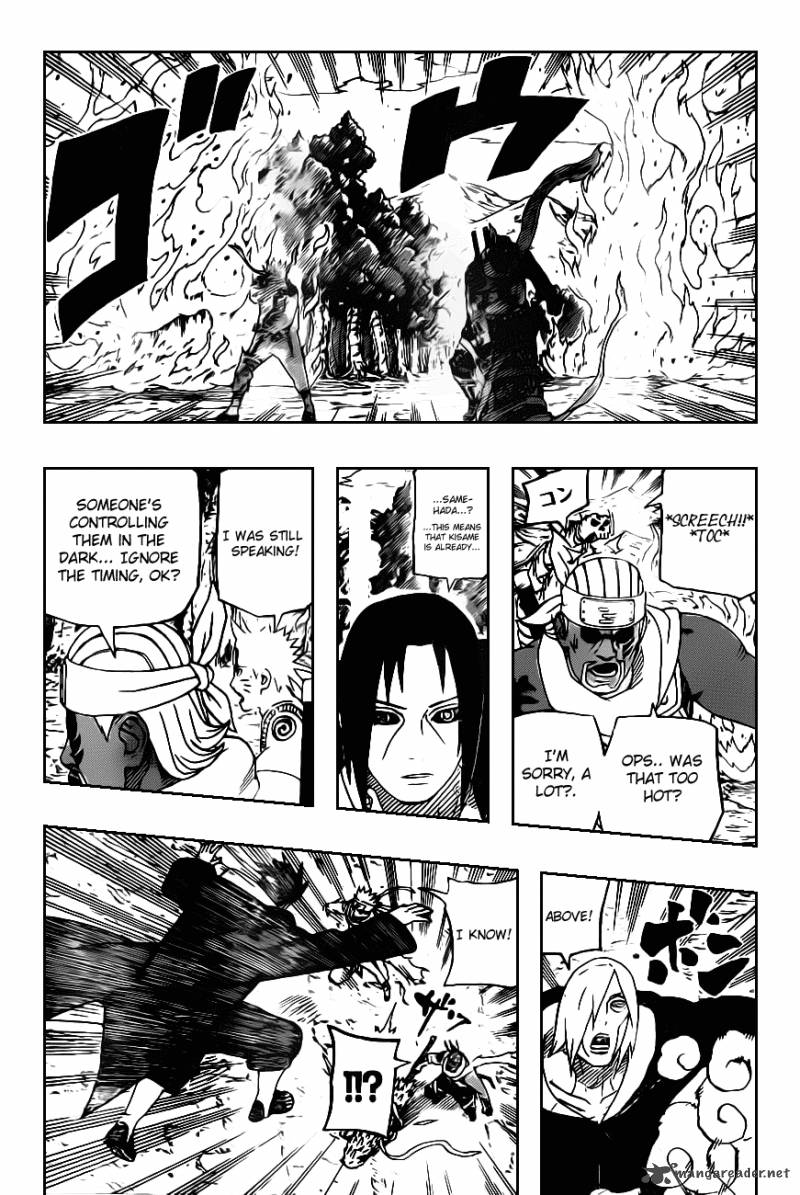 ゴ
ウ
*SCREECH!!*
*TOC*
コン
OPS.. WAS
THAT TOO
HOT?
I'M
SORRY, A
LOT?.
...SAME-
HADA...?
...THIS MEANS
THAT KISAME
IS ALREADY...
I WAS STILL
SPEAKING!
SOMEONE'S
CONTROLLING
THEM IN THE
DARK... IGNORE
THE TIMING, OK?
ボン
ABOVE!
I KNOW!
ザン
!!?
mangareader.net